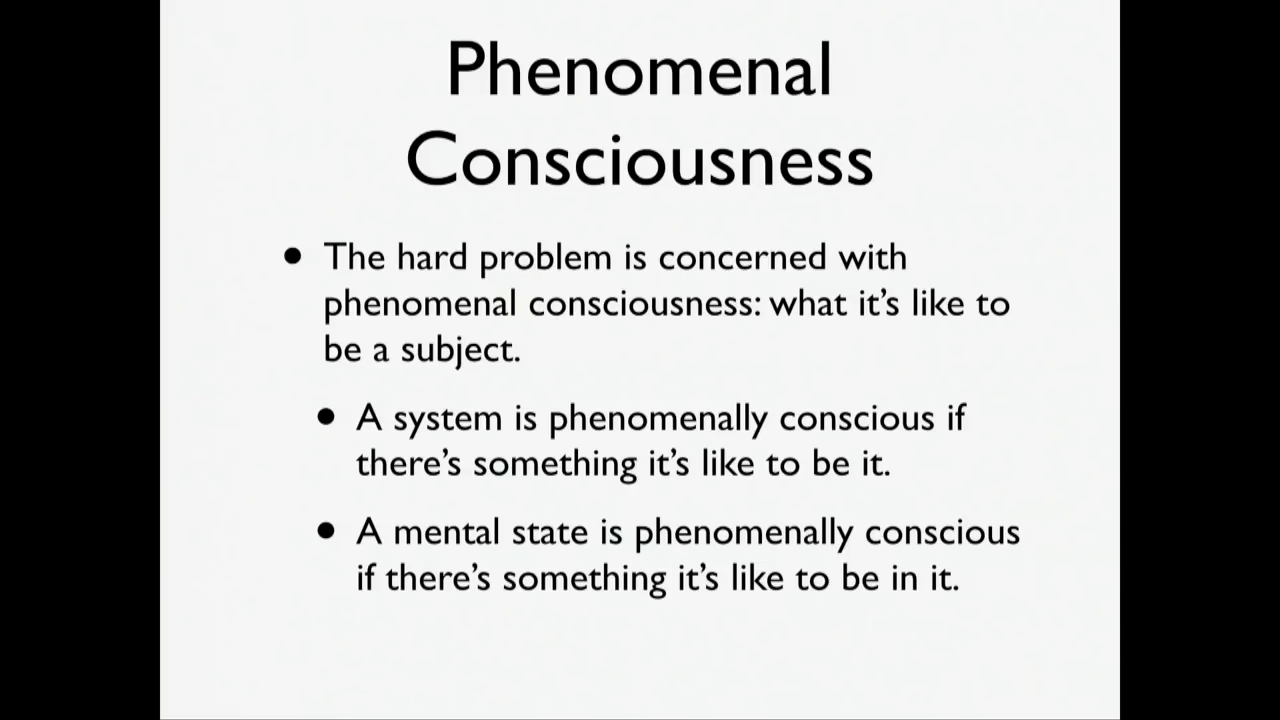 Phenomenal
Consciousness
• The hard problem is concerned with
phenomenal consciousness: what it’s like to
be a subject.
• A system is phenomenally conscious if
there’s something it’s like to be it.
• A mental state is phenomenally conscious
if there’s something it’s like to be in it.